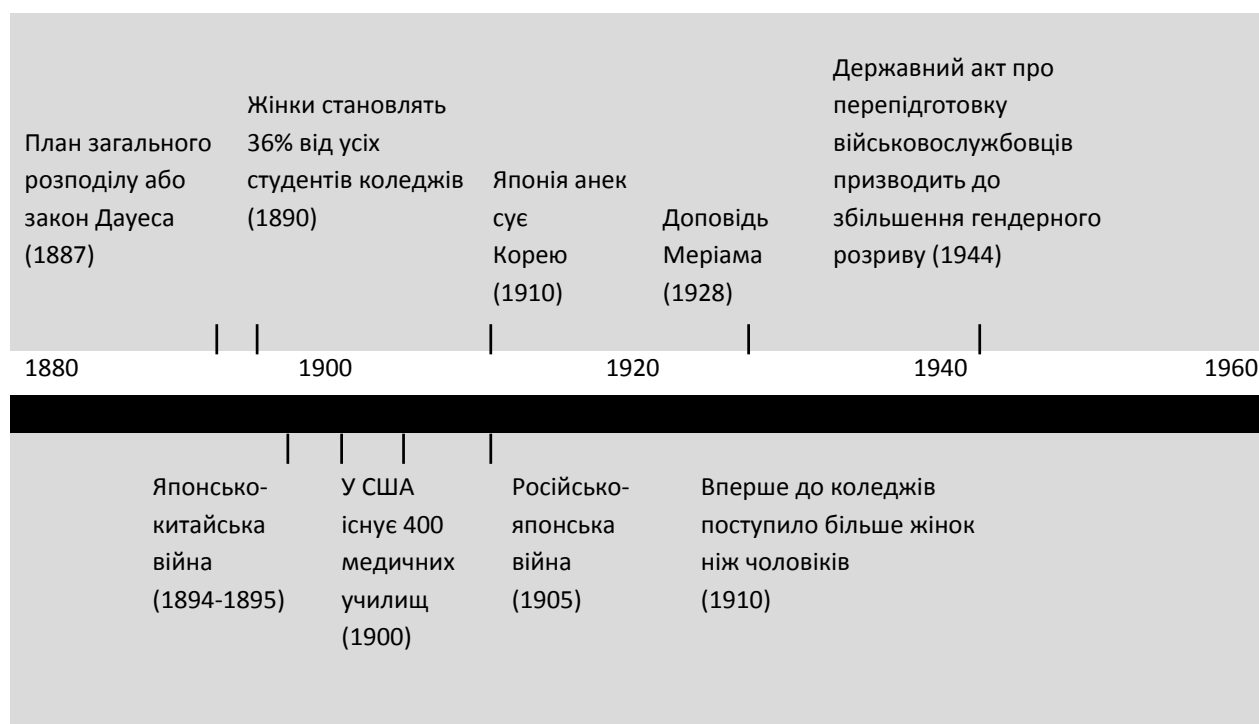 План загального
розподілу або
закон Дауеса
(1887)
Жінки становлять
36% від усіх
студентів коледжів
(1890)
Японія анек
сує
Корею
(1910)
Доповідь
Меріама
(1928)
Державний акт про
перепідготовку
військовослужбовців
призводить до
збільшення гендерного
розриву (1944)
1880 1900 1920 1940 1960
Японсько-
китайська
війна
(1894-1895)
У США
існує 400
медичних
училищ
(1900)
Російсько-
японська
війна
(1905)
Вперше до коледжів
поступило більше жінок
ніж чоловіків
(1910)